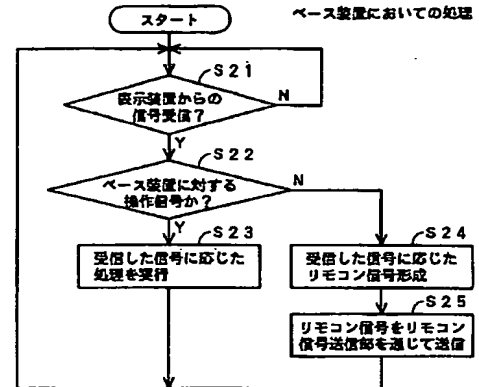 ベース装置においての処理
スタート
S21
表示装置からの
信号受信?
N
Y
S22
ベース装置に対する
操作信号か?
N
Y
S23
受信した信号に応じた
処理を実行
S24
受信した信号に応じた
リモコン信号形成
S25
リモコン信号をリモコン
信号送信部を通じて送信